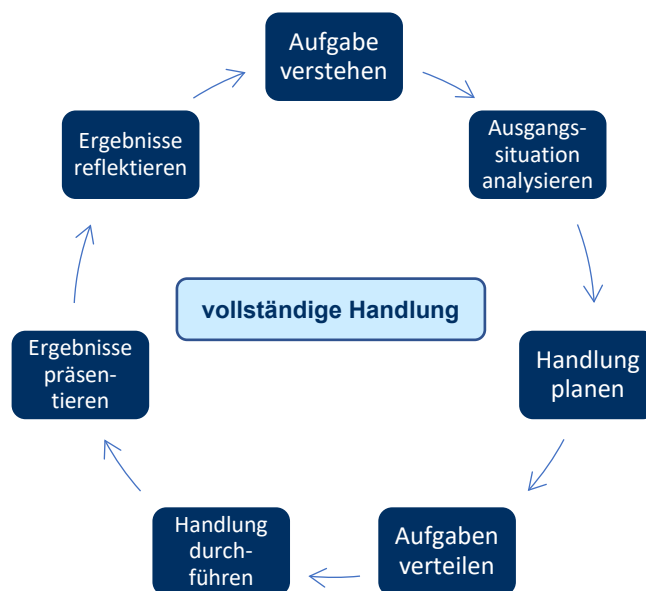 Aufgabe
verstehen
Ausgangs-
situation
analysieren
Handlung
planen
Aufgaben
verteilen
Handlung
durch-
führen
Ergebnisse
präsen-
tieren
Ergebnisse
reflektieren
vollständige Handlung